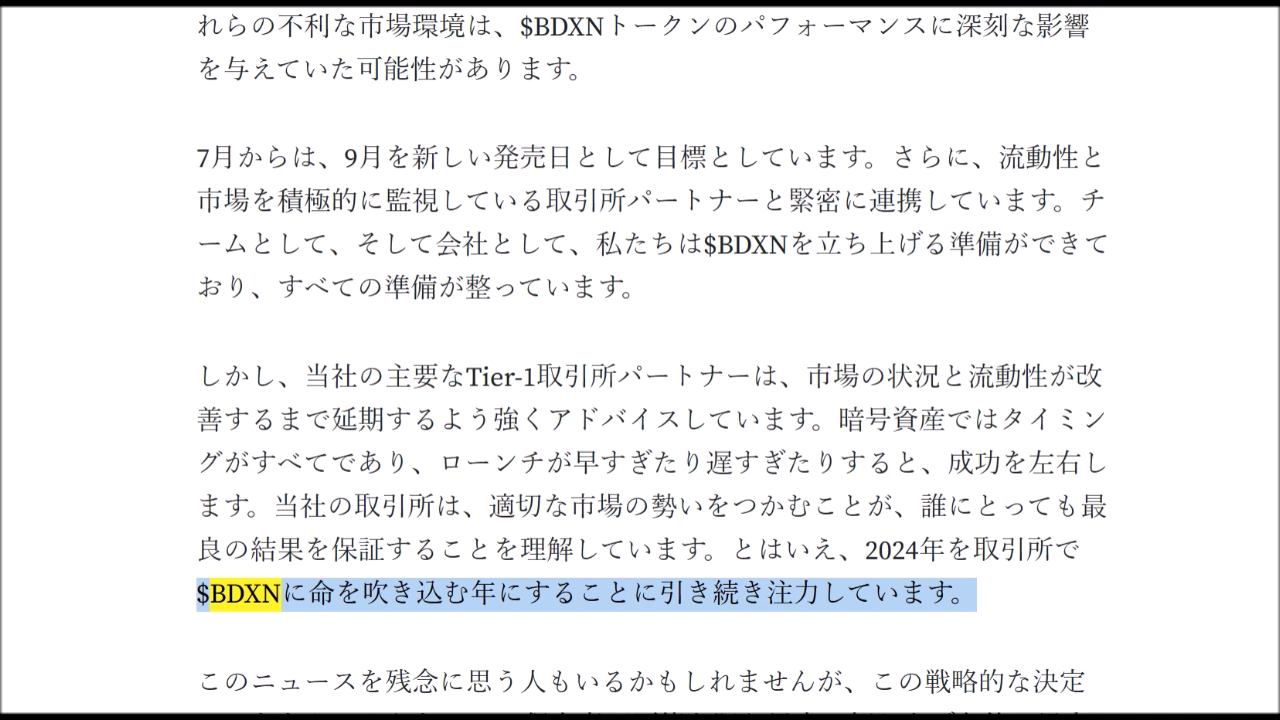 れらの不利な市場環境は、$BDXNトークンのパフォーマンスに深刻な影響
を与えていた可能性があります。
7月からは、9月を新しい発売日として目標としています。さらに、流動性と
市場を積極的に監視している取引所パートナーと緊密に連携しています。チ
ームとして、そして会社として、私たちは$BDXNを立ち上げる準備ができて
おり、すべての準備が整っています。
しかし、当社の主要なTier-1取引所パートナーは、市場の状況と流動性が改
善するまで延期するよう強くアドバイスしています。暗号資産ではタイミン
グがすべてであり、ローンチが早すぎたり遅すぎたりすると、成功を左右し
ます。当社の取引所は、適切な市場の勢いをつかむことが、誰にとっても最
良の結果を保証することを理解しています。とはいえ、2024年を取引所で
$BDXNに命を吹き込む年にすることに引き続き注力しています。
このニュースを残念に思う人もいるかもしれませんが、この戦略的な決定